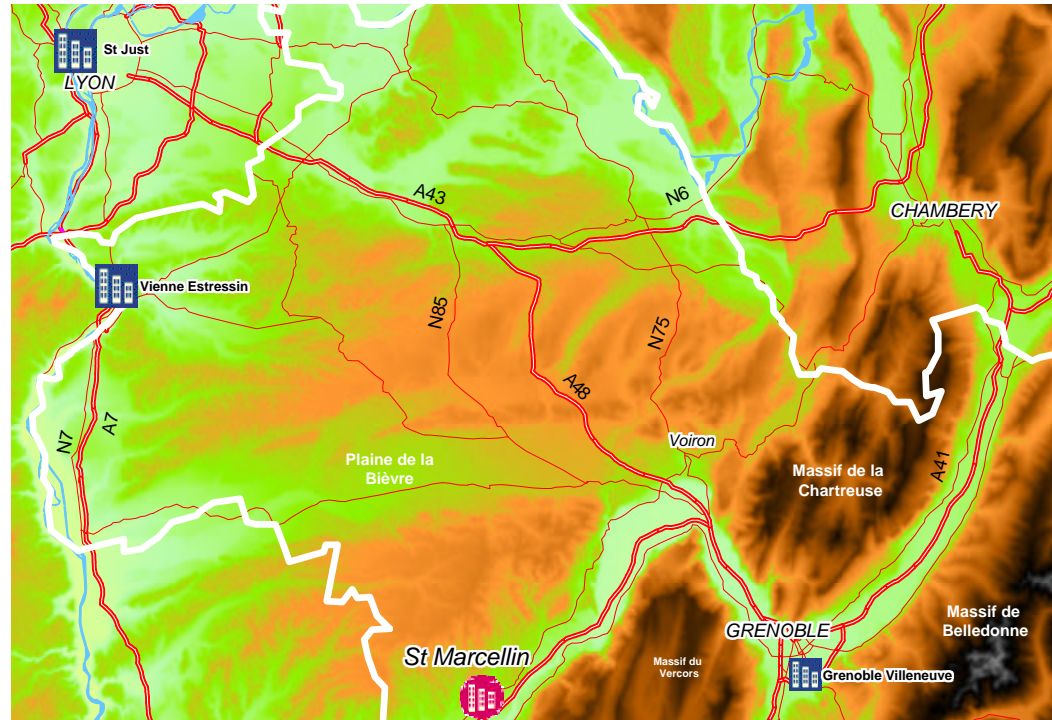 St Just
LYON
A43
N6
CHAMBERY
Vienne Estressin
N85
N75
A48
N7
A7
Voiron
Plaine de la
Bièvre
Massif de la
Chartreuse
A41
Massif de
Belledonne
GRENOBLE
St Marcellin
Massif du
Vercors
Grenoble Villeneuve